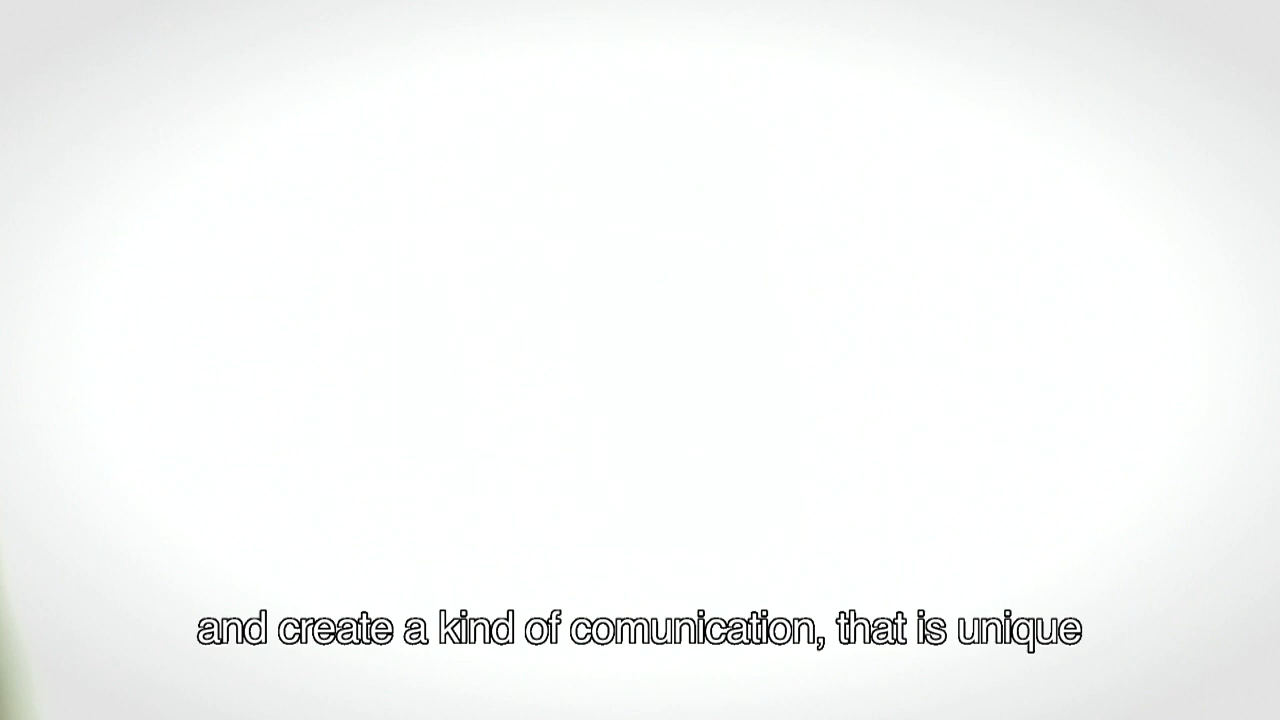 and create a kind of comunication, that is unique